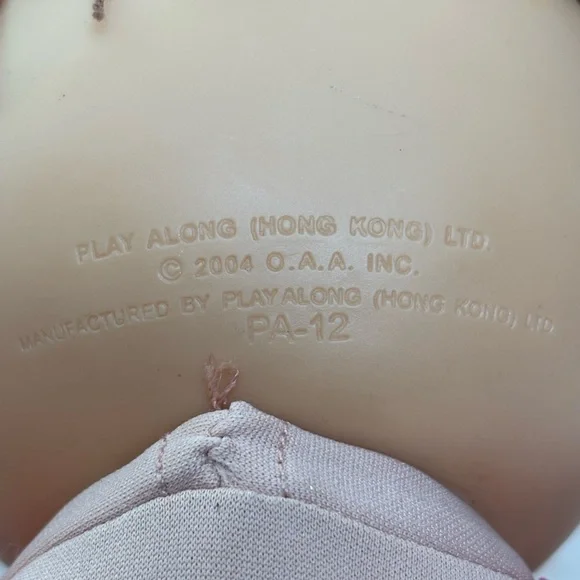 PLAY ALONG (HONG KONG) LTD.
© 2004 O.A.A. INC.
MANUFACTURED BY PLAY ALONG (HONG KONG) LTD.
PA-12